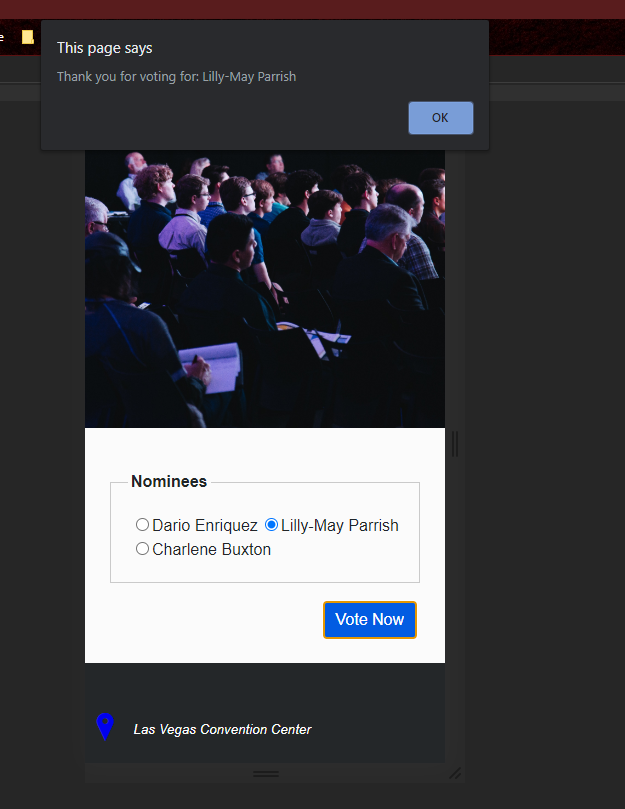 This page says
Thank you for voting for: Lilly-May Parrish
OK
Nominees
Dario Enriquez Lilly-May Parrish
Charlene Buxton
Vote Now
Las Vegas Convention Center